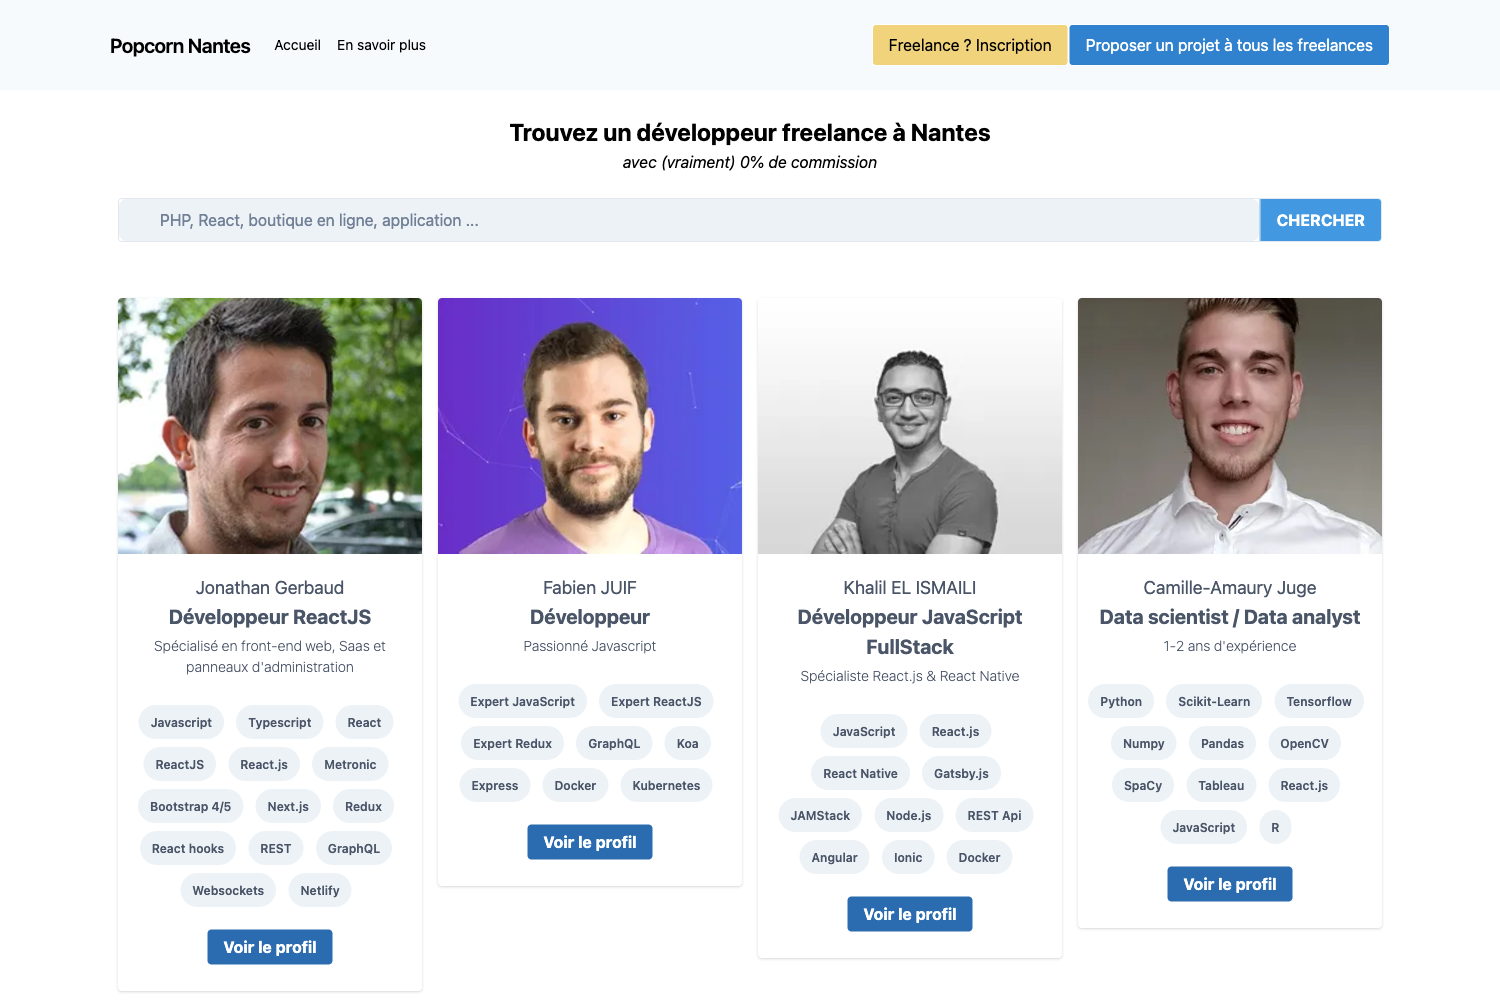 Popcorn Nantes Accueil En savoir plus Freelance ? Inscription Proposer un projet à tous les freelances
Trouvez un développeur freelance à Nantes
avec (vraiment) 0% de commission
PHP, React, boutique en ligne, application ... CHERCHER
Jonathan Gerbaud
Développeur ReactJS
Spécialisé en front-end web, Saas et
panneaux d'administration
Javascript Typescript React
ReactJS React.js Metronic
Bootstrap 4/5 Next.js Redux
React hooks REST GraphQL
Websockets Netlify
Voir le profil
Fabien JUIF
Développeur
Passionné Javascript
Expert JavaScript Expert ReactJS
Expert Redux GraphQL Koa
Express Docker Kubernetes
Voir le profil
Khalil EL ISMAILI
Développeur JavaScript
FullStack
Spécialiste React.js & React Native
JavaScript React.js
React Native Gatsby.js
JAMStack Node.js REST Api
Angular Ionic Docker
Voir le profil
Camille-Amaury Juge
Data scientist / Data analyst
1-2 ans d'expérience
Python Scikit-Learn Tensorflow
Numpy Pandas OpenCV
SpaCy Tableau React.js
JavaScript R
Voir le profil